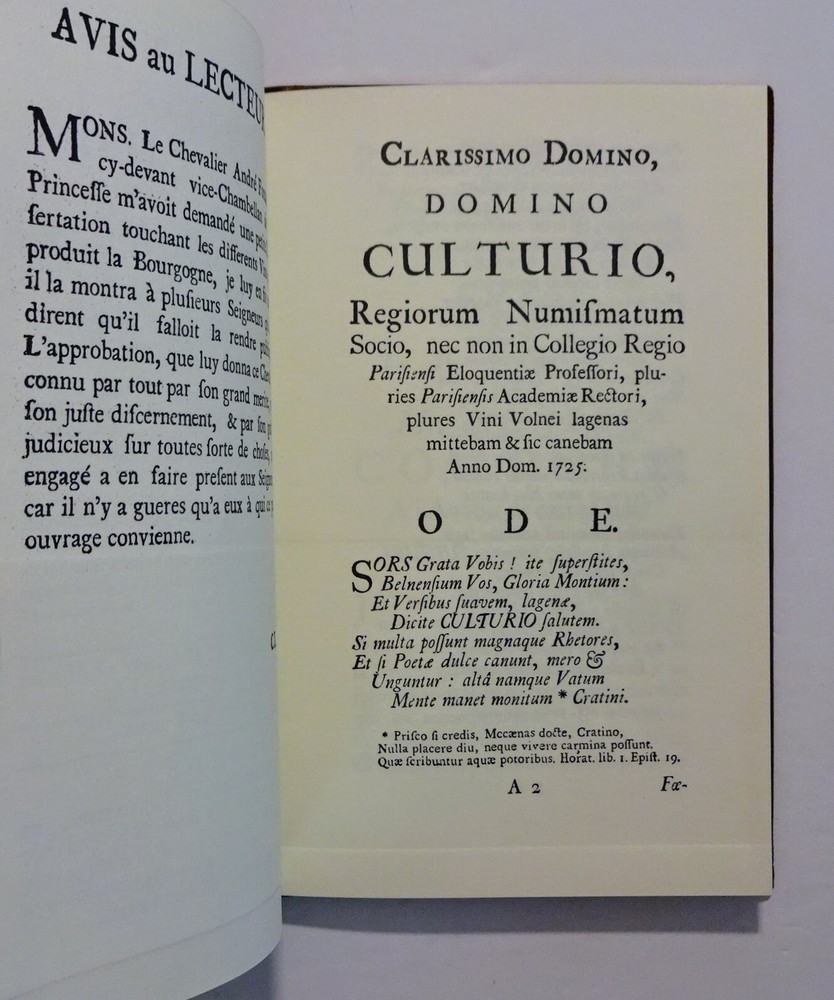 AVIS au LECTEUR
MONS. Le Chevalier André
cy-devant vice-Chambellan
Princeſſe m'avoit demandé une
ſertation touchant les differents
produit la Bourgogne, je luy en
il la montra à pluſieurs Seigneurs
dirent qu'il falloit la rendre
L'approbation, que luy donna ce
connu par tout par ſon grand merite,
ſon juſte diſcernement, & par ſon
judicieux ſur toutes ſorte de choſes,
engagé a en faire preſent aux
car il n'y a gueres qu'a eux à qui
ouvrage convienne.
CLARISSIMO DOMINO,
DOMINO
CULTURIO,
Regiorum Numiſmatum
Socio, nec non in Collegio Regio
Pariſienſi Eloquentiæ Profeſſori, plu-
ries Pariſienſis Academiæ Rectori,
plures Vini Volnei lagenas
mittebam & ſic canebam
Anno Dom. 1725.
ODE.
SORS Grata Vobis ! ite ſuperſtites,
Belnenſium Vos, Gloria Montium :
Et Verſibus ſuavem, lagenæ,
Dicite CULTURIO ſalutem.
Si multa poſſunt magnaque Rhetores,
Et ſi Poetæ dulce canunt, mero &
Unguntur : altâ namque Vatum
Mente manet monitum * Cratini.
* Priſco ſi credis, Mecænas docte, Cratino,
Nulla placere diu, neque vivere carmina poſſunt.
Quæ ſcribuntur aquæ potoribus. Horat. lib. 1. Epiſt. 19.
A 2
Fœ-